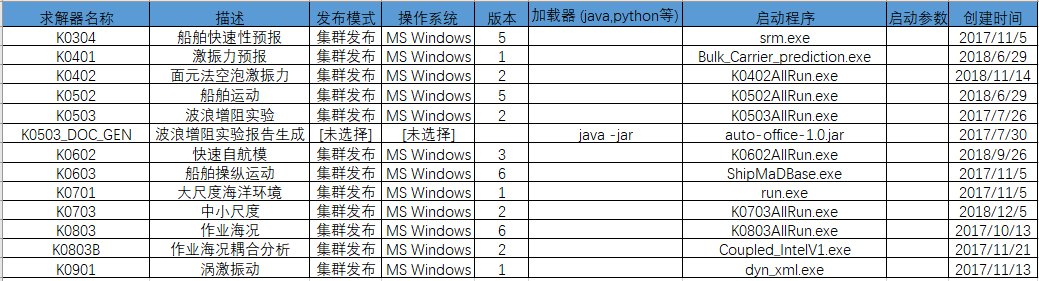 求解器名称 描述 发布模式 操作系统 版本 加载器 (java,python等) 启动程序 启动参数 创建时间
K0304 船舶快速性预报 集群发布 MS Windows 5 srm.exe 2017/11/5
K0401 激振力预报 集群发布 MS Windows 1 Bulk_Carrier_prediction.exe 2018/6/29
K0402 面元法空泡激振力 集群发布 MS Windows 2 K0402AllRun.exe 2018/11/14
K0502 船舶运动 集群发布 MS Windows 5 K0502AllRun.exe 2018/6/29
K0503 波浪增阻实验 集群发布 MS Windows 2 K0503AllRun.exe 2017/7/26
K0503_DOC_GEN 波浪增阻实验报告生成 [未选择] [未选择] java -jar auto-office-1.0.jar 2017/7/30
K0602 快速自航模 集群发布 MS Windows 3 K0602AllRun.exe 2018/9/26
K0603 船舶操纵运动 集群发布 MS Windows 6 ShipMaDBase.exe 2017/11/5
K0701 大尺度海洋环境 集群发布 MS Windows 1 run.exe 2017/11/5
K0703 中小尺度 集群发布 MS Windows 2 K0703AllRun.exe 2018/12/5
K0803 作业海况 集群发布 MS Windows 6 K0803AllRun.exe 2017/10/13
K0803B 作业海况耦合分析 集群发布 MS Windows 2 Coupled_IntelV1.exe 2017/11/21
K0901 涡激振动 集群发布 MS Windows 1 dyn_xml.exe 2017/11/13